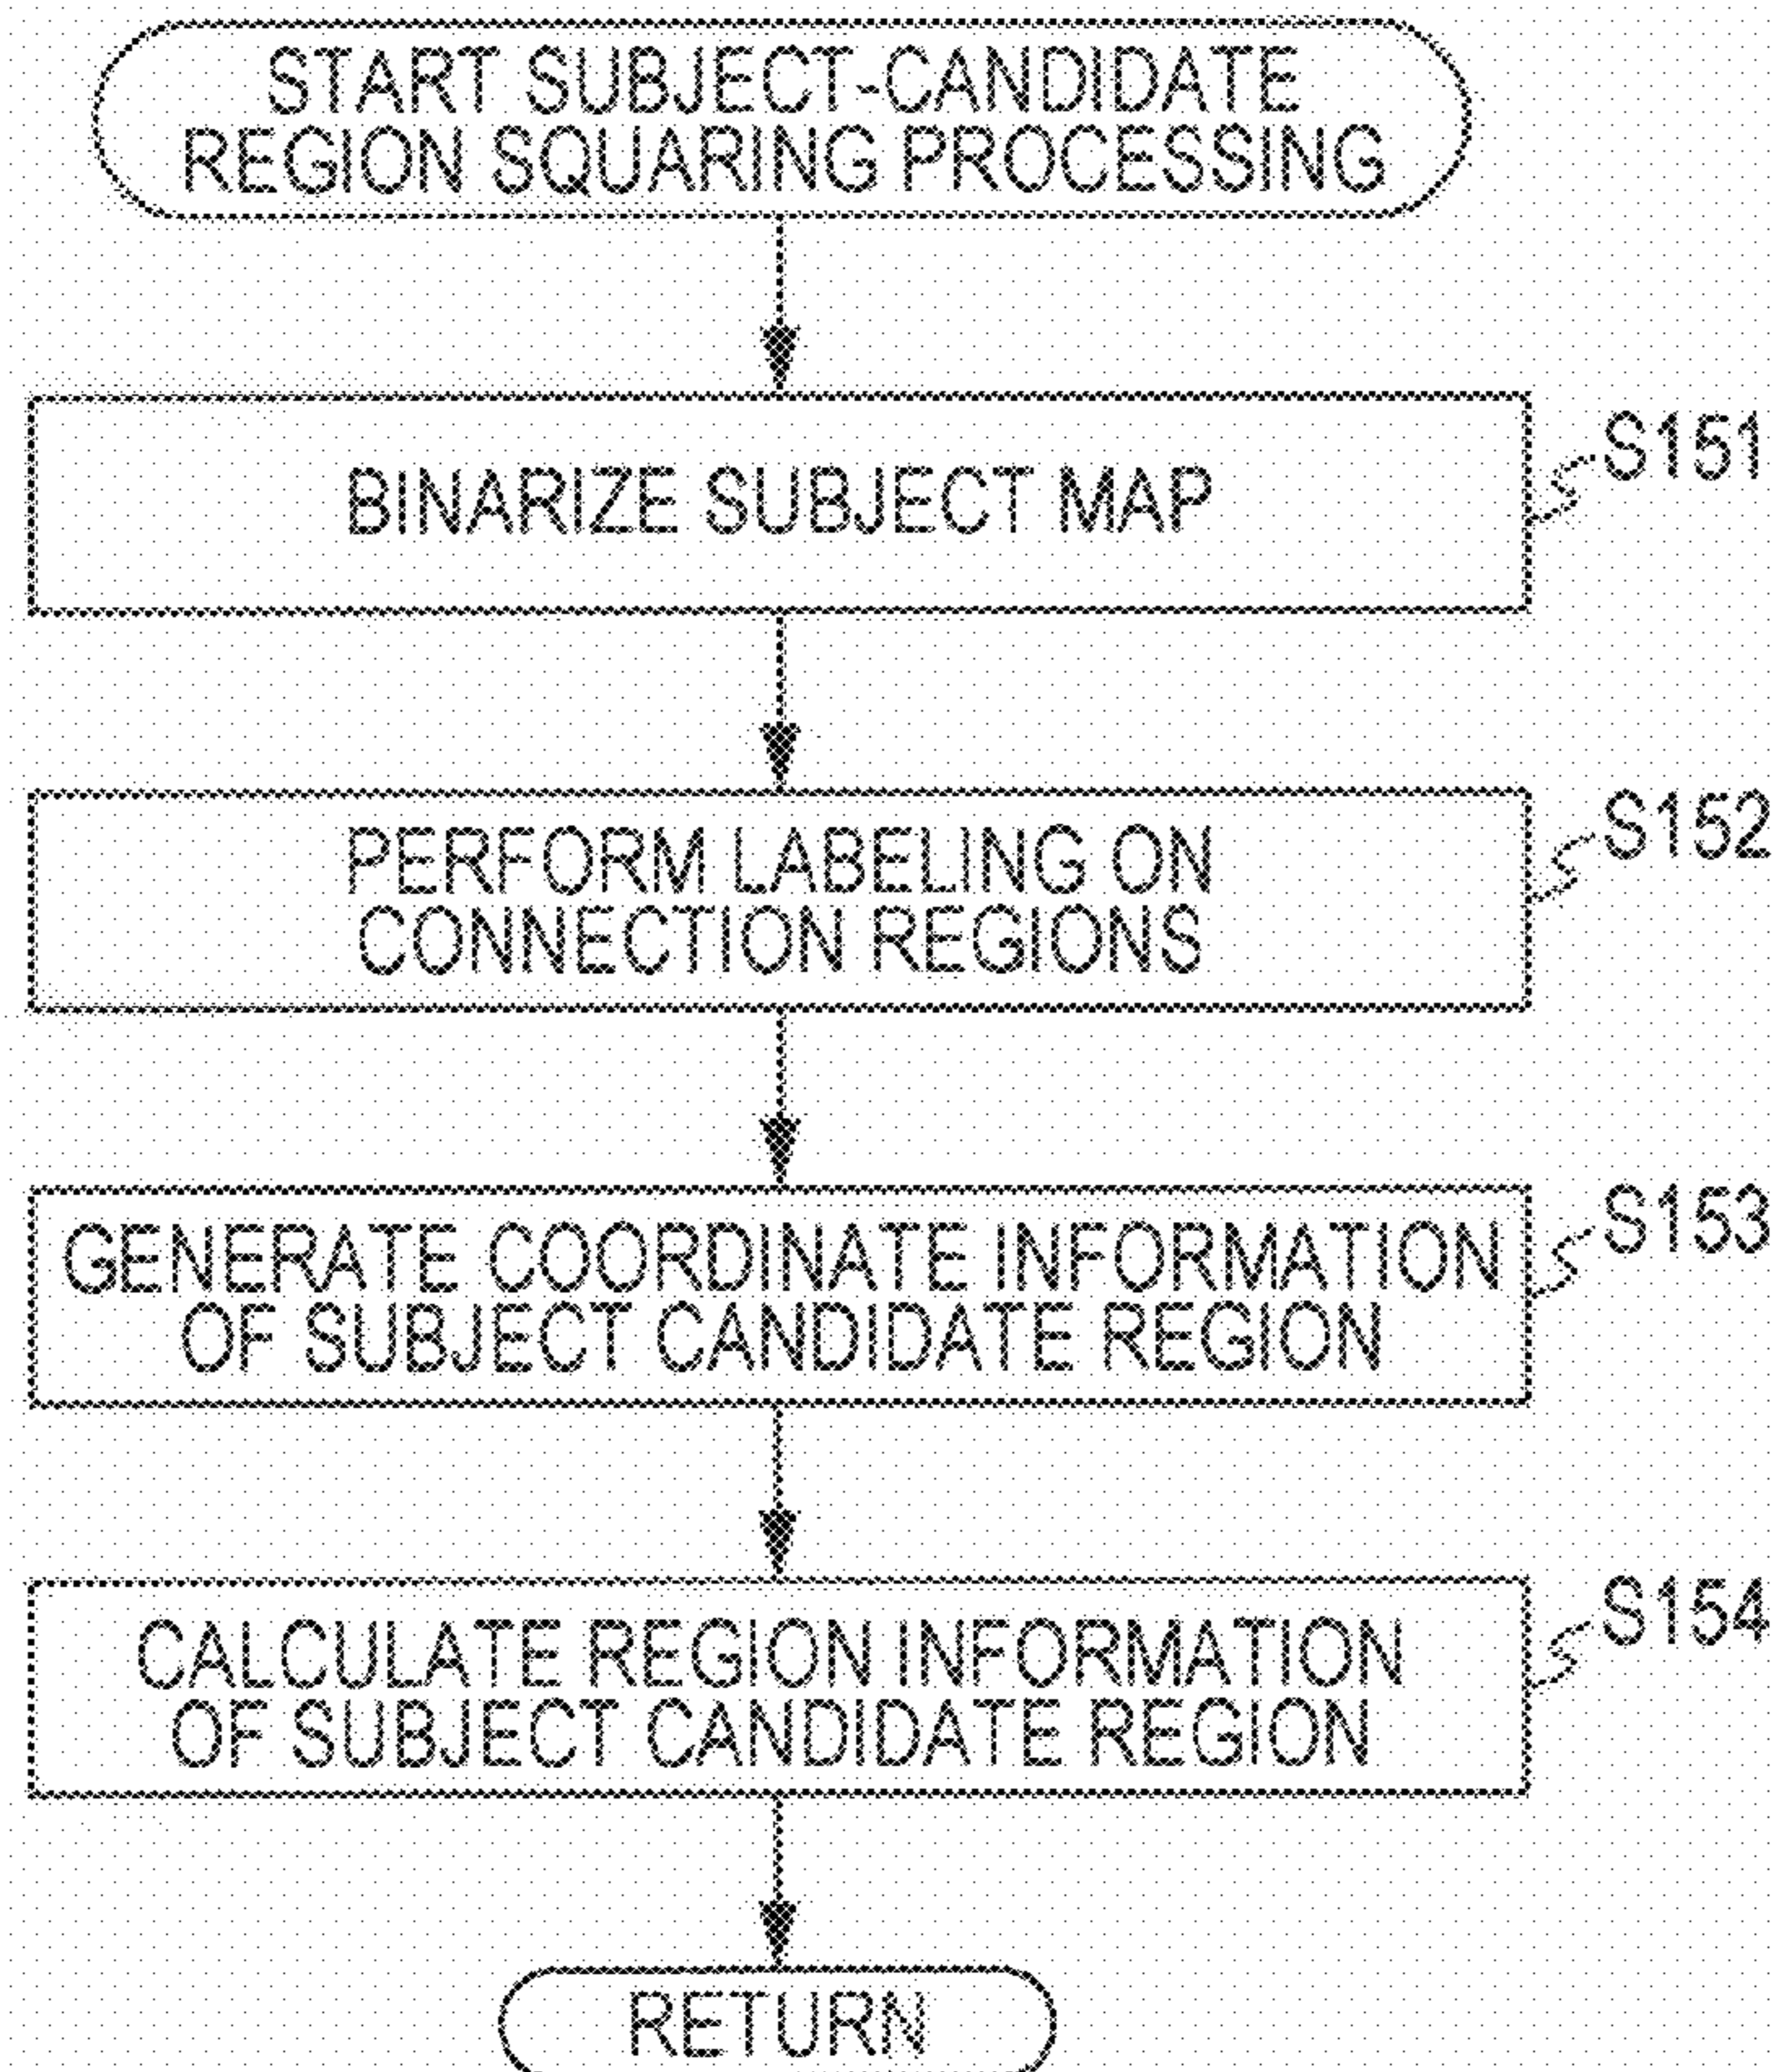 START SUBJECT-CANDIDATE
REGION SQUARING PROCESSING
BINARIZE SUBJECT MAP
S151
PERFORM LABELING ON
CONNECTION REGIONS
S152
GENERATE COORDINATE INFORMATION
OF SUBJECT CANDIDATE REGION
S153
CALCULATE REGION INFORMATION
OF SUBJECT CANDIDATE REGION
S154
RETURN